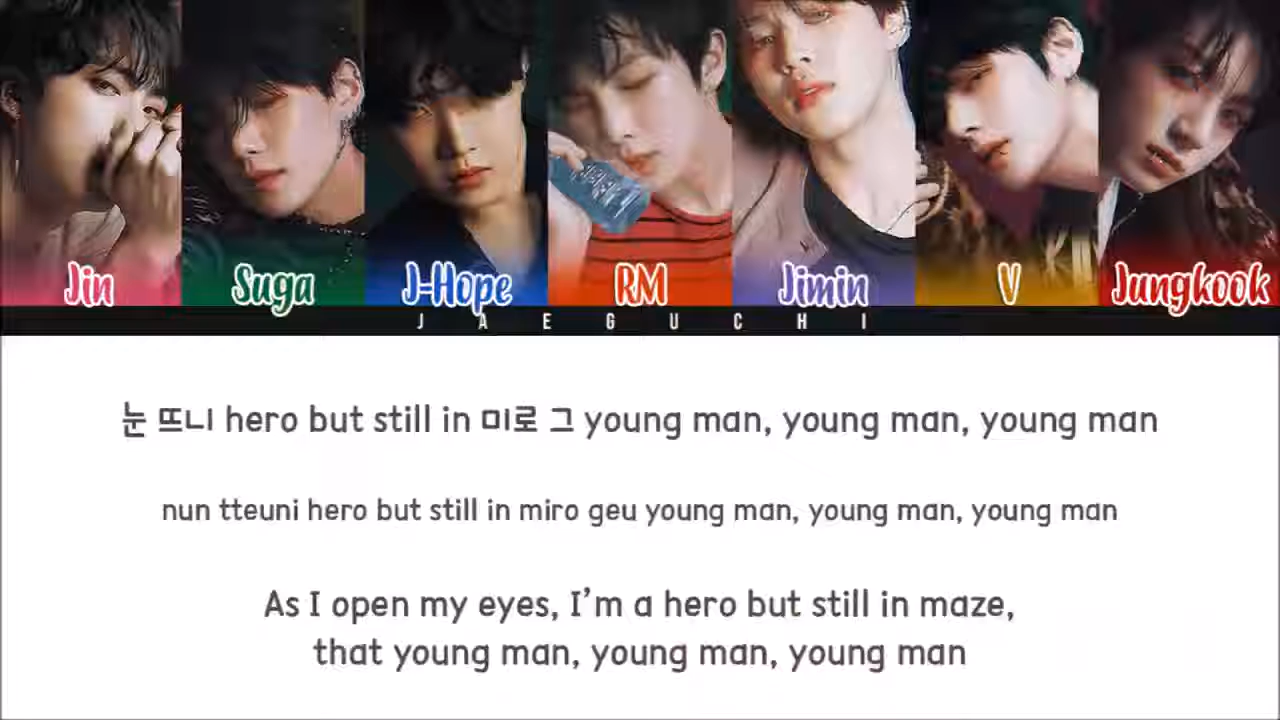 Jin Suga J-Hope RM Jimin V Jungkook
JAEGUCHI
눈 뜨니 hero but still in 미로 그 young man, young man, young man
nun tteuni hero but still in miro geu young man, young man, young man
As I open my eyes, I'm a hero but still in maze,
that young man, young man, young man